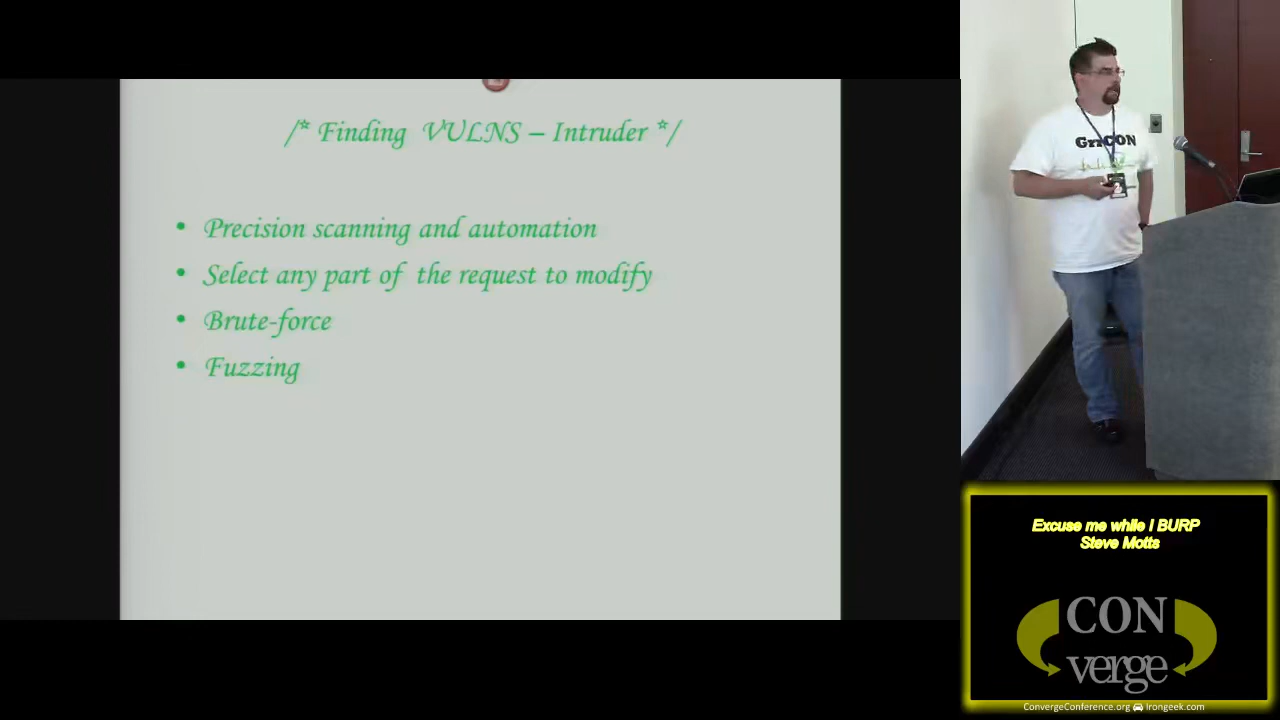 /* Finding VULNS – Intruder */
• Precision scanning and automation
• Select any part of the request to modify
• Brute-force
• Fuzzing
GrrCON
Excuse me while I BURP
Steve Motts
CON
verge
ConvergeConference.org Irongeek.com